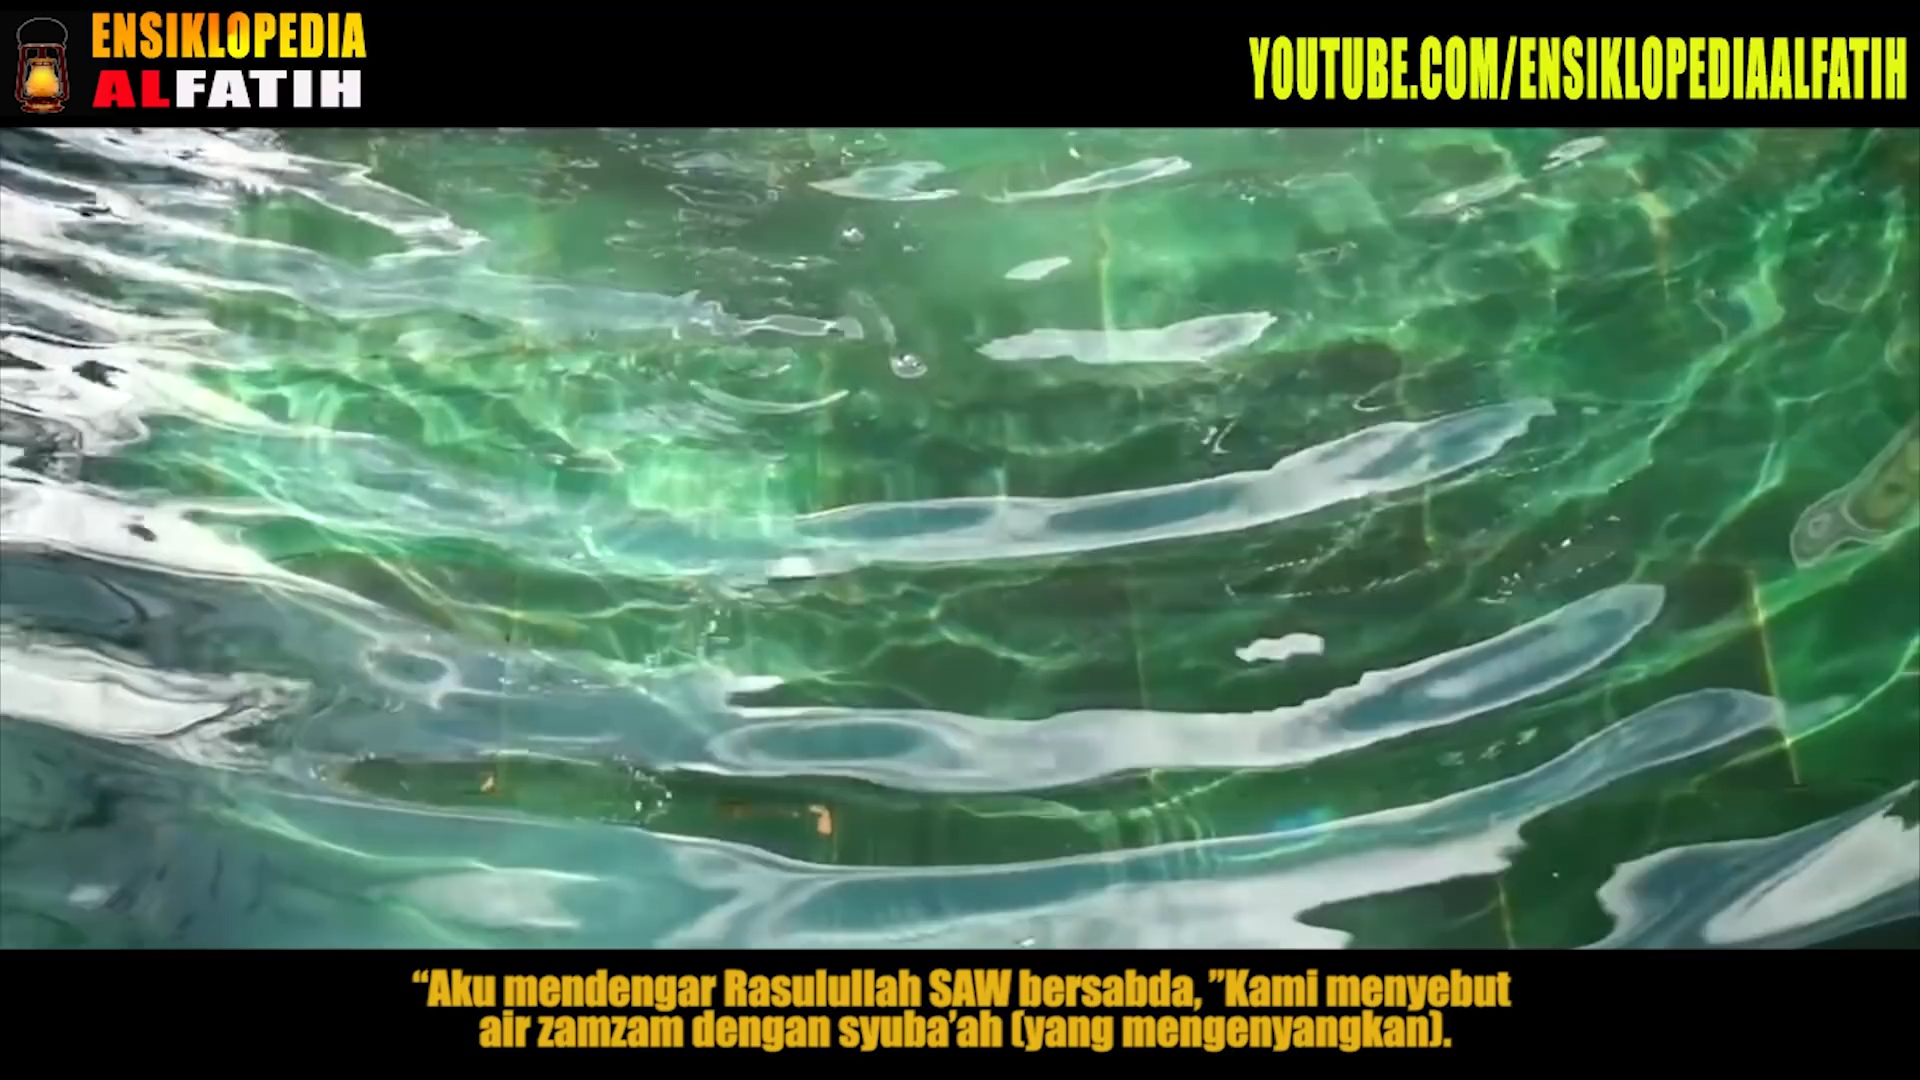 ENSIKLOPEDIA
ALFATIH
YOUTUBE.COM/ENSIKLOPEDIAALFATIH
“Aku mendengar Rasulullah SAW bersabda, ”Kami menyebut
air zamzam dengan syuba’ah (yang mengenyangkan).